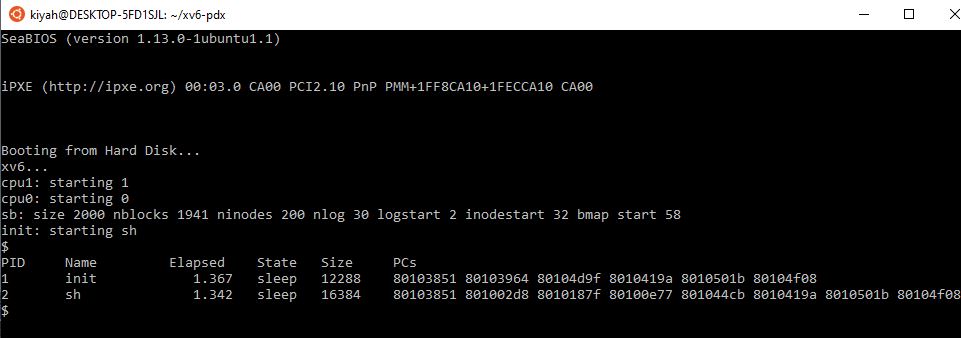 kiyah@DESKTOP-5FD1SJL: ~/xv6-pdx
SeaBIOS (version 1.13.0-1ubuntu1.1)
iPXE (http://ipxe.org) 00:03.0 CA00 PCI2.10 PnP PMM+1FF8CA10+1FECCA10 CA00
Booting from Hard Disk...
xv6...
cpu1: starting 1
cpu0: starting 0
sb: size 2000 nblocks 1941 ninodes 200 nlog 30 logstart 2 inodestart 32 bmap start 58
init: starting sh
$
PID     Name         Elapsed    State   Size     PCs
1       init            1.367   sleep   12288    80103851 80103964 80104d9f 8010419a 8010501b 80104f08
2       sh              1.342   sleep   16384    80103851 801002d8 8010187f 80100e77 801044cb 8010419a 8010501b 80104f08
$